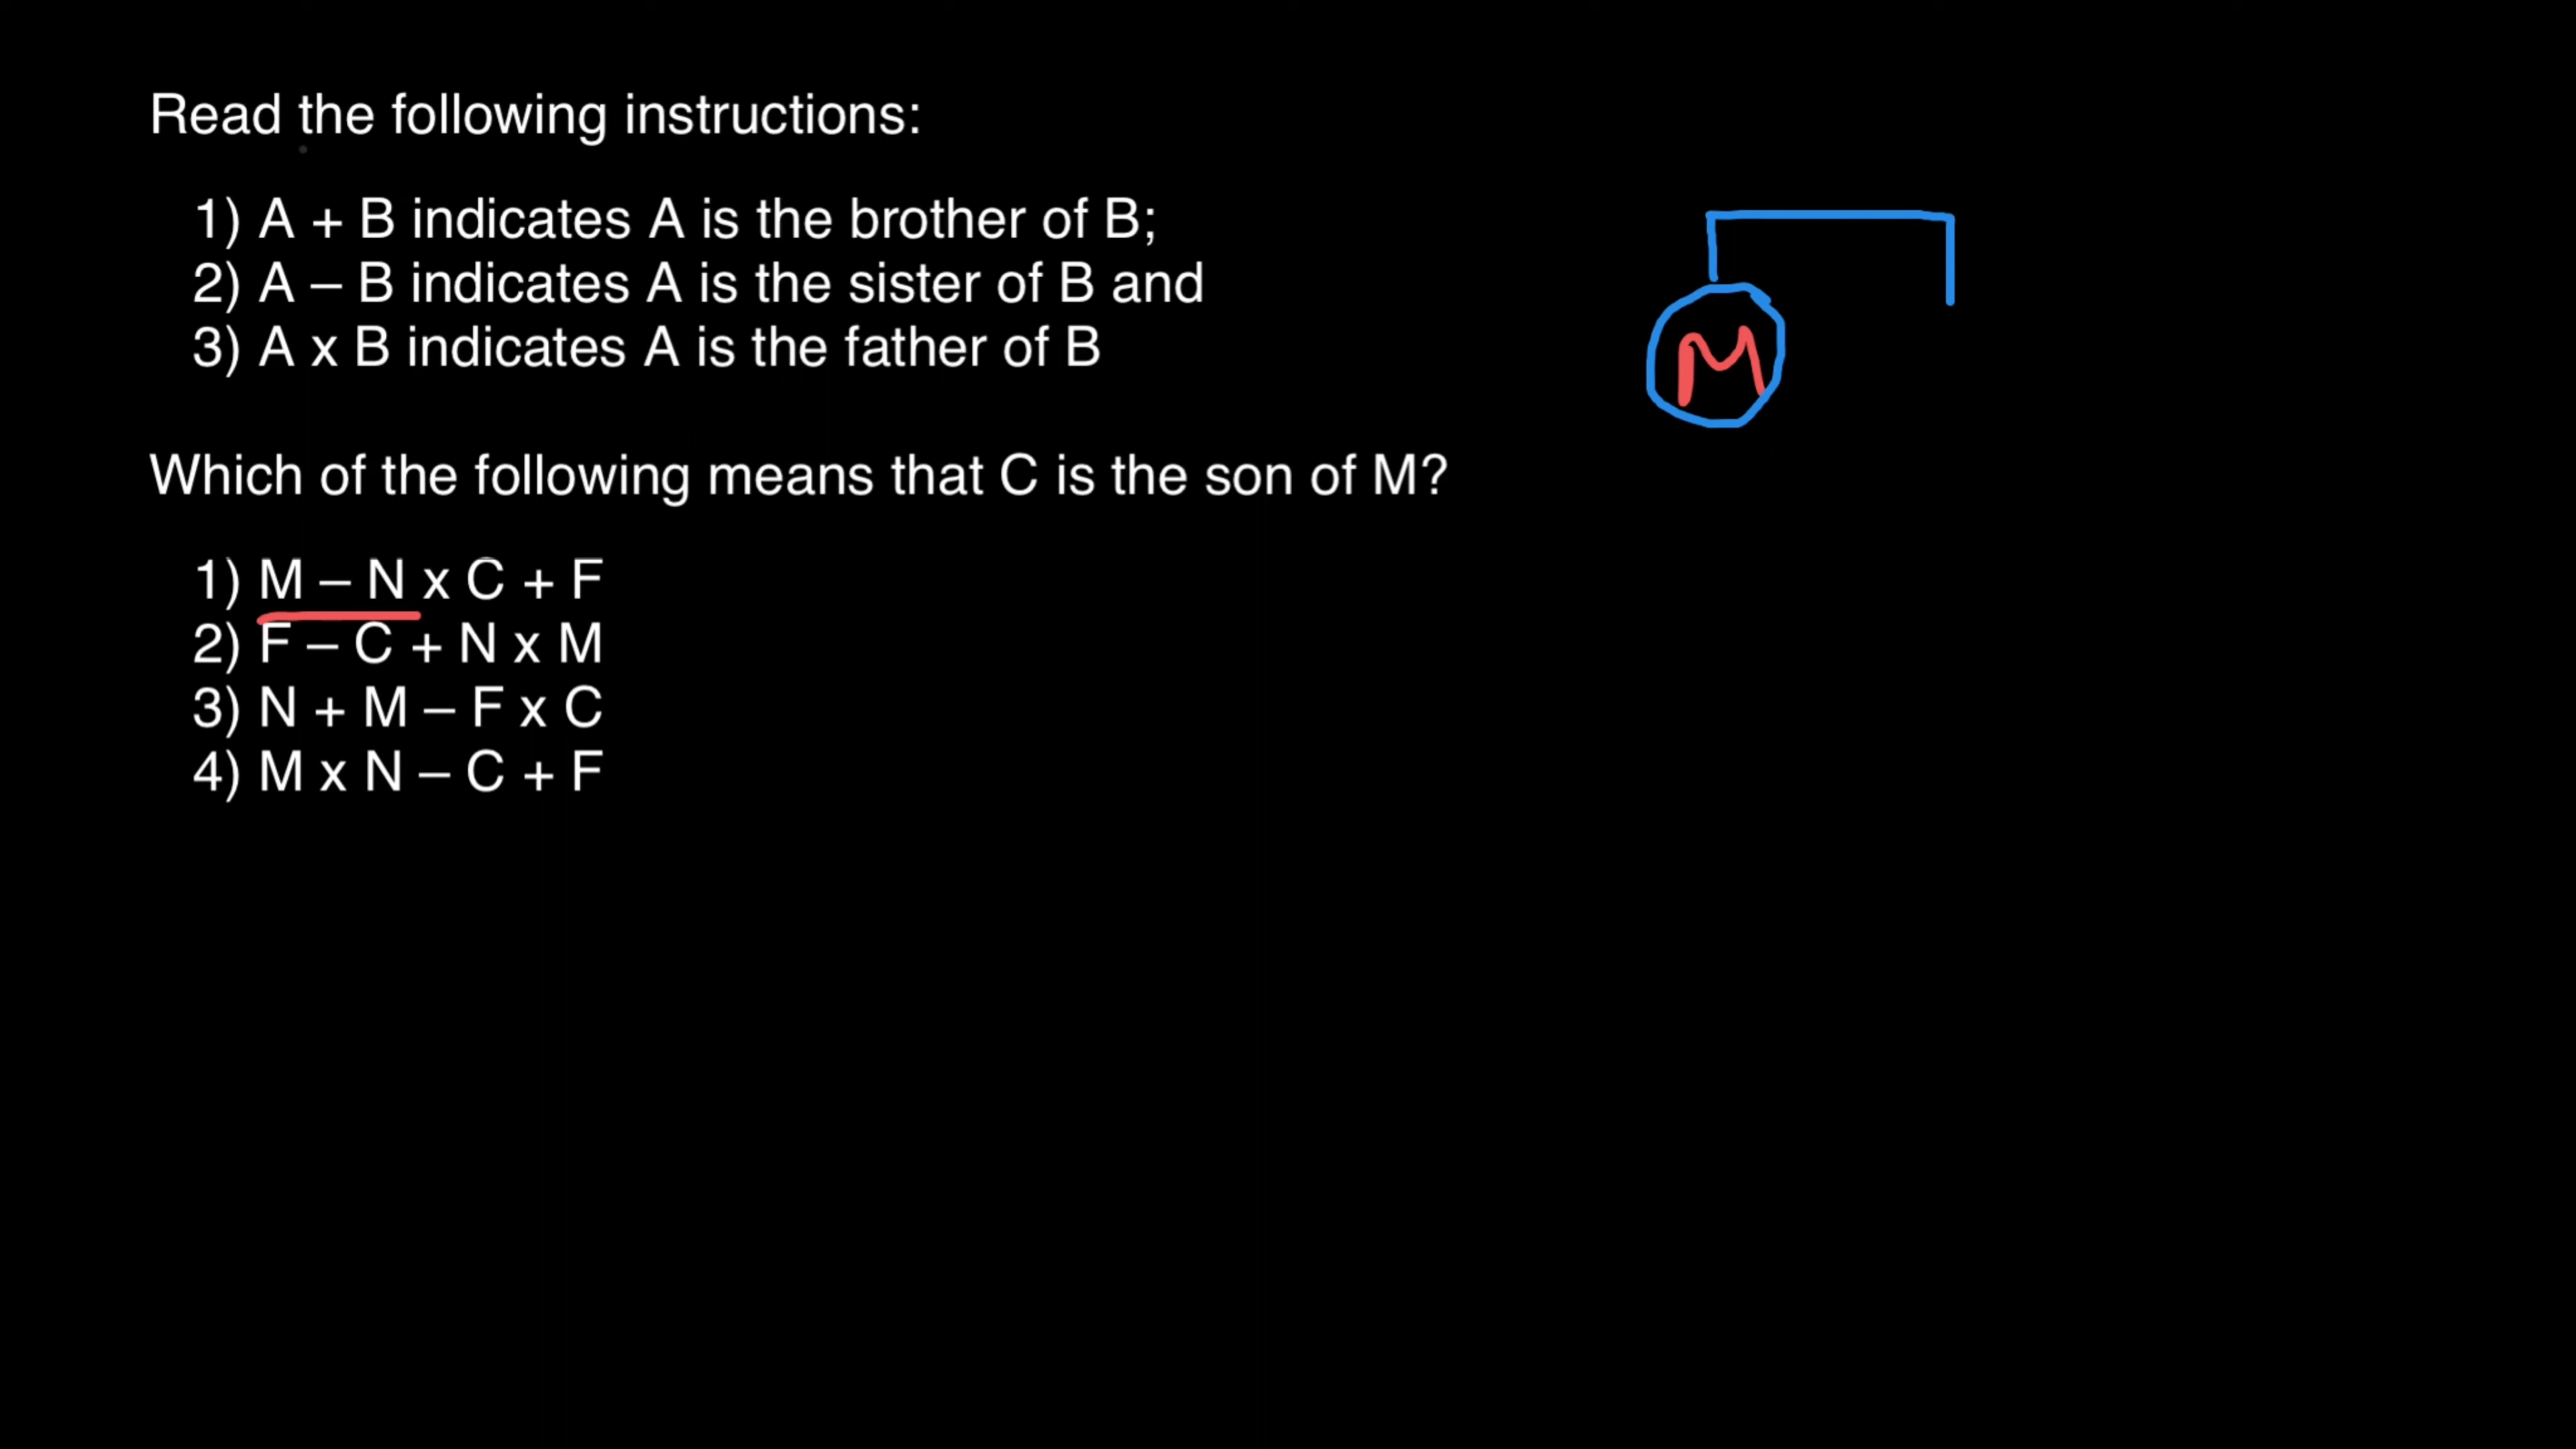 Read the following instructions:
1) A + B indicates A is the brother of B;
2) A – B indicates A is the sister of B and
3) A x B indicates A is the father of B
M
Which of the following means that C is the son of M?
1) M – N x C + F
2) F – C + N x M
3) N + M – F x C
4) M x N – C + F